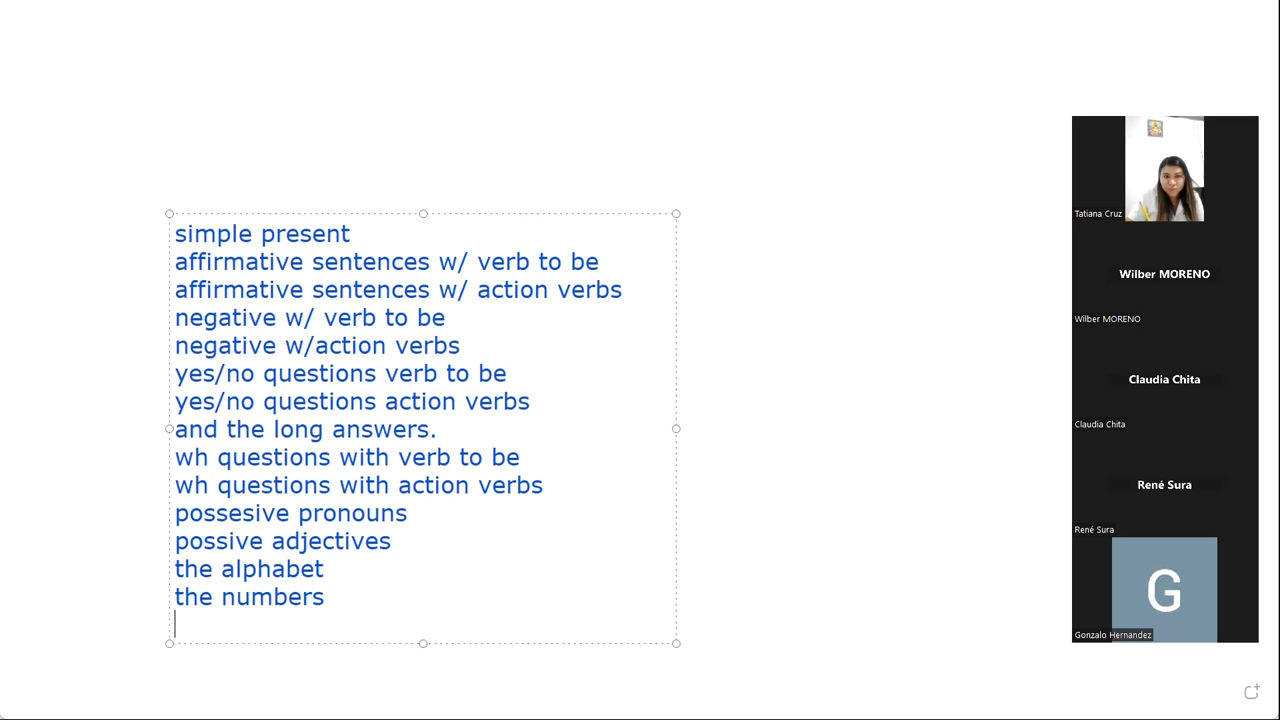 simple present
affirmative sentences w/ verb to be
affirmative sentences w/ action verbs
negative w/ verb to be
negative w/action verbs
yes/no questions verb to be
yes/no questions action verbs
and the long answers.
wh questions with verb to be
wh questions with action verbs
possesive pronouns
possive adjectives
the alphabet
the numbers
Tatiana Cruz
Wilber MORENO
Wilber MORENO
Claudia Chita
Claudia Chita
René Sura
René Sura
G
Gonzalo Hernandez